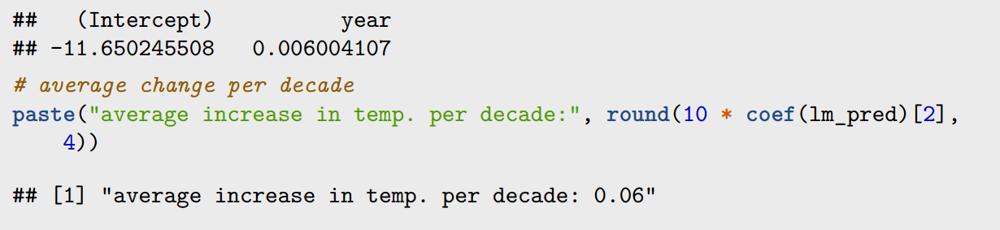 ##   (Intercept)          year
## -11.650245508   0.006004107
# average change per decade
paste("average increase in temp. per decade:", round(10 * coef(lm_pred)[2],
    4))
## [1] "average increase in temp. per decade: 0.06"